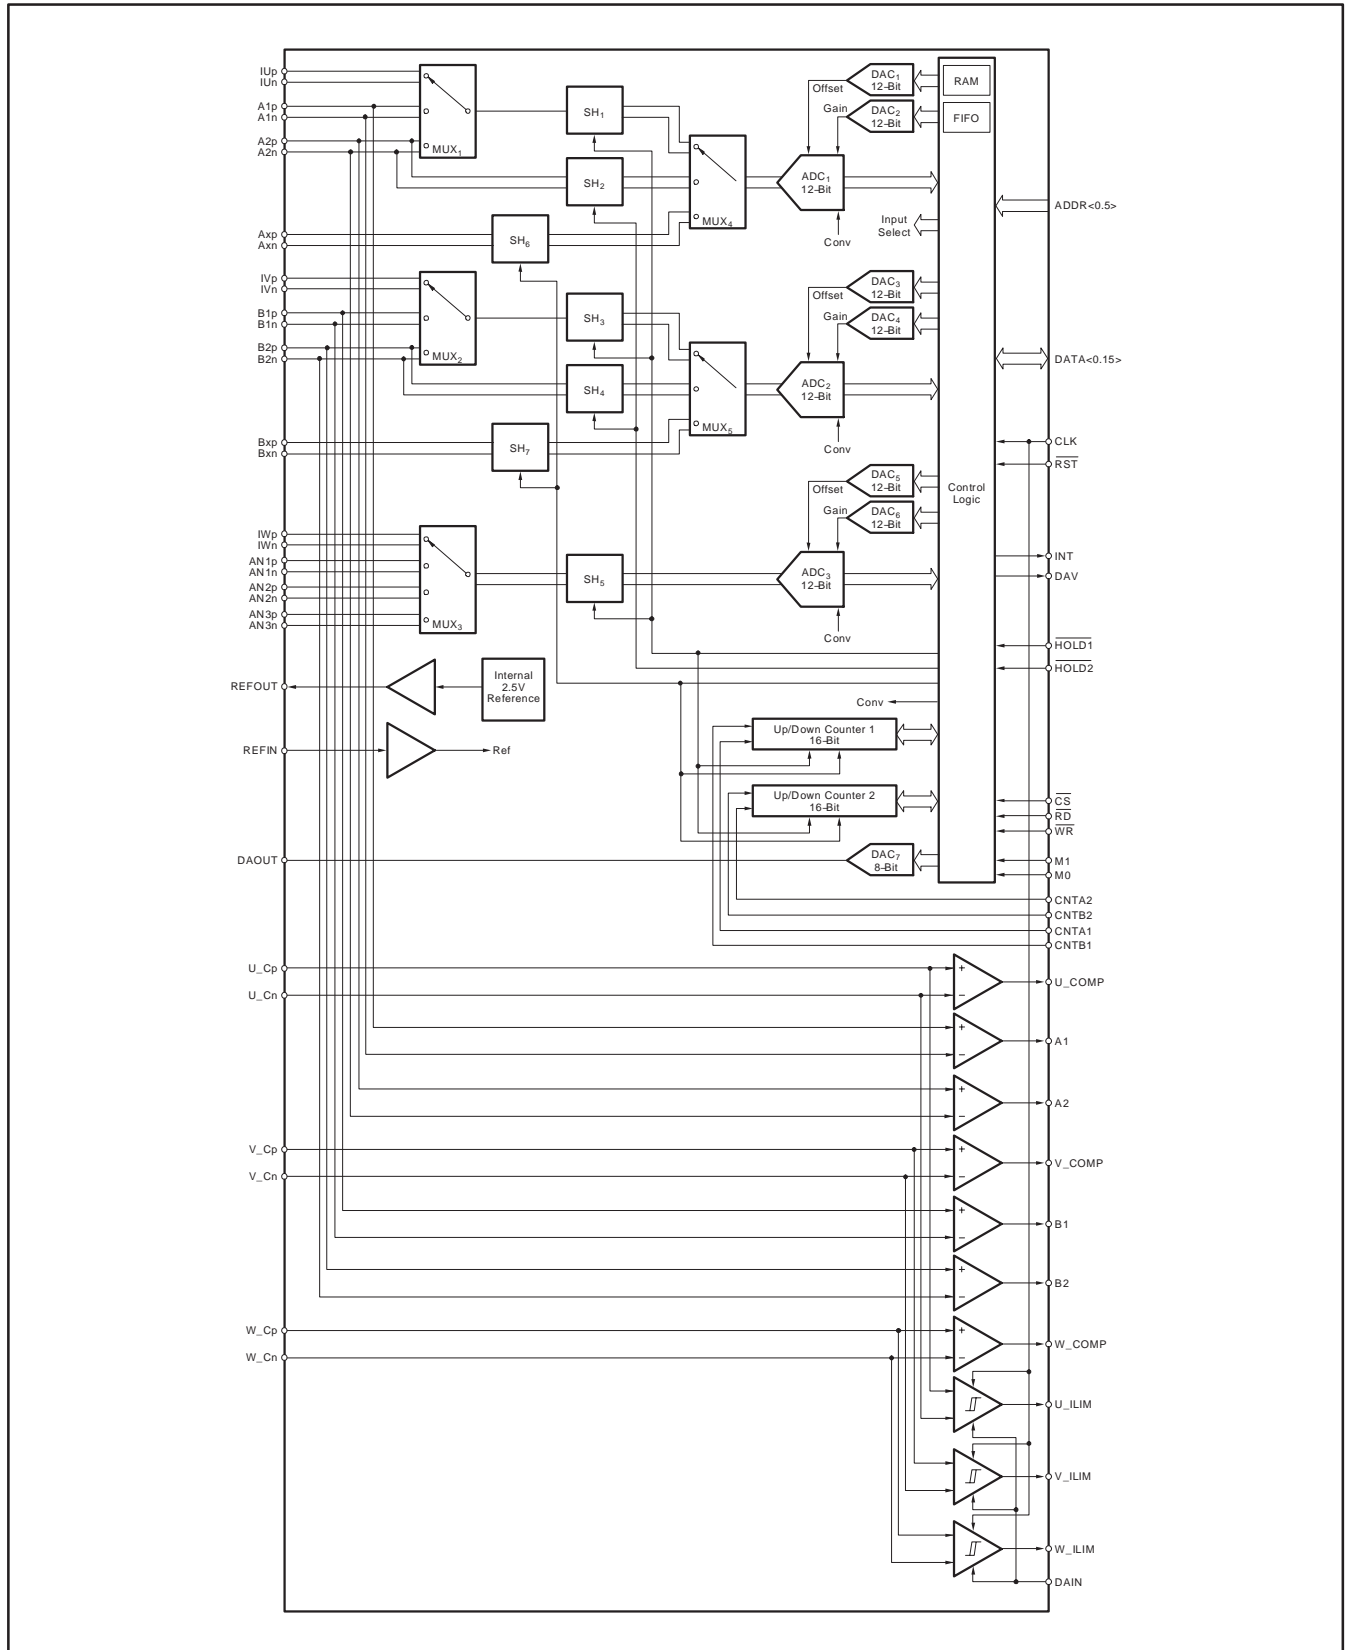 IUp
IUn
A1p
A1n
A2p
A2n
MUX1
SH1
SH2
MUX4
Axp
Axn
SH6
Offset
DAC1
12–Bit
Gain
DAC2
12–Bit
ADC1
12–Bit
Conv
RAM
FIFO
Input
Select
ADDR<0.5>
IVp
IVn
B1p
B1n
B2p
B2n
MUX2
SH3
SH4
MUX5
Bxp
Bxn
SH7
Offset
DAC3
12–Bit
Gain
DAC4
12–Bit
ADC2
12–Bit
Conv
DATA<0.15>
CLK
RST
Control
Logic
IWp
IWn
AN1p
AN1n
AN2p
AN2n
AN3p
AN3n
MUX3
SH5
Offset
DAC5
12–Bit
Gain
DAC6
12–Bit
ADC3
12–Bit
Conv
INT
DAV
HOLD1
HOLD2
REFOUT
Internal
2.5V
Reference
Conv
REFIN
Ref
Up/Down Counter 1
16-Bit
Up/Down Counter 2
16-Bit
CS
RD
WR
DAOUT
DAC7
8–Bit
M1
M0
CNTA2
CNTB2
CNTA1
CNTB1
U_Cp
U_Cn
+
–
U_COMP
+
–
A1
+
–
A2
V_Cp
V_Cn
+
–
V_COMP
+
–
B1
+
–
B2
W_Cp
W_Cn
+
–
W_COMP
U_ILIM
V_ILIM
W_ILIM
DAIN